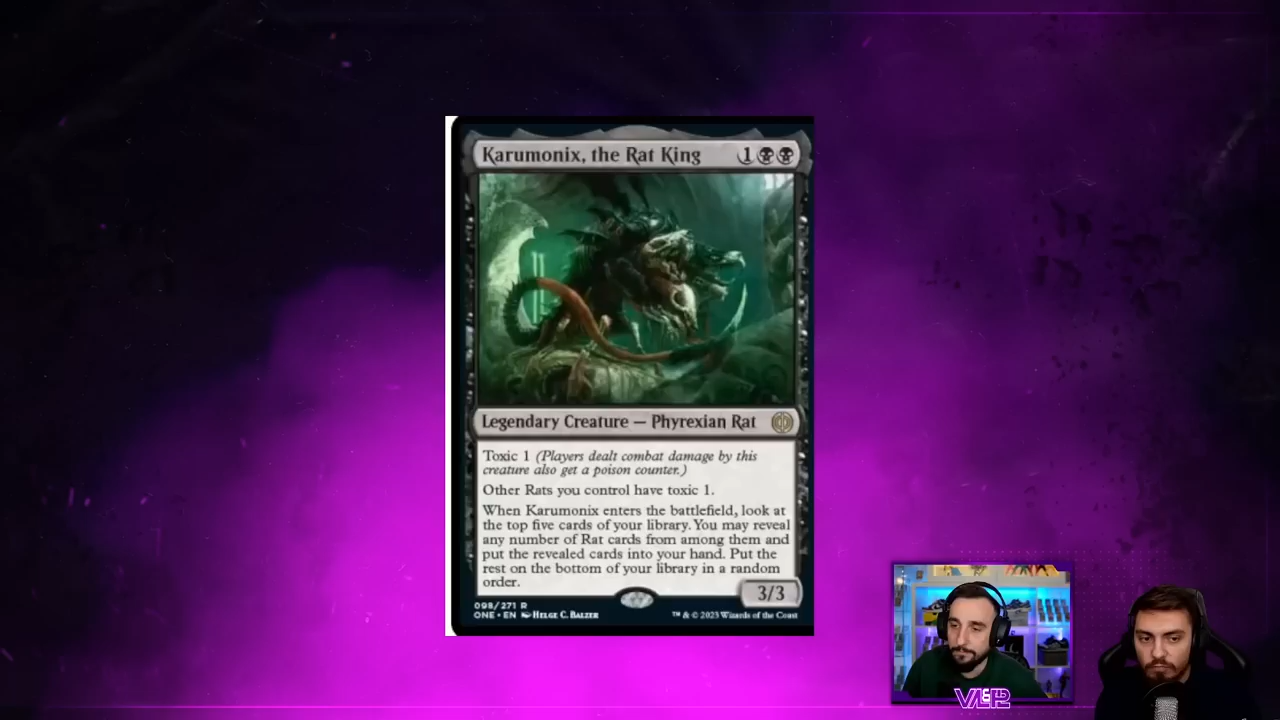 Karumonix, the Rat King 1
Legendary Creature — Phyrexian Rat
Toxic 1 (Players dealt combat damage by this
creature also get a poison counter.)
Other Rats you control have toxic 1.
When Karumonix enters the battlefield, look at
the top five cards of your library. You may reveal
any number of Rat cards from among them and
put the revealed cards into your hand. Put the
rest on the bottom of your library in a random
order.
3/3
098/271 R
ONE • EN HELGE C. BALZER
™ & © 2023 Wizards of the Coast